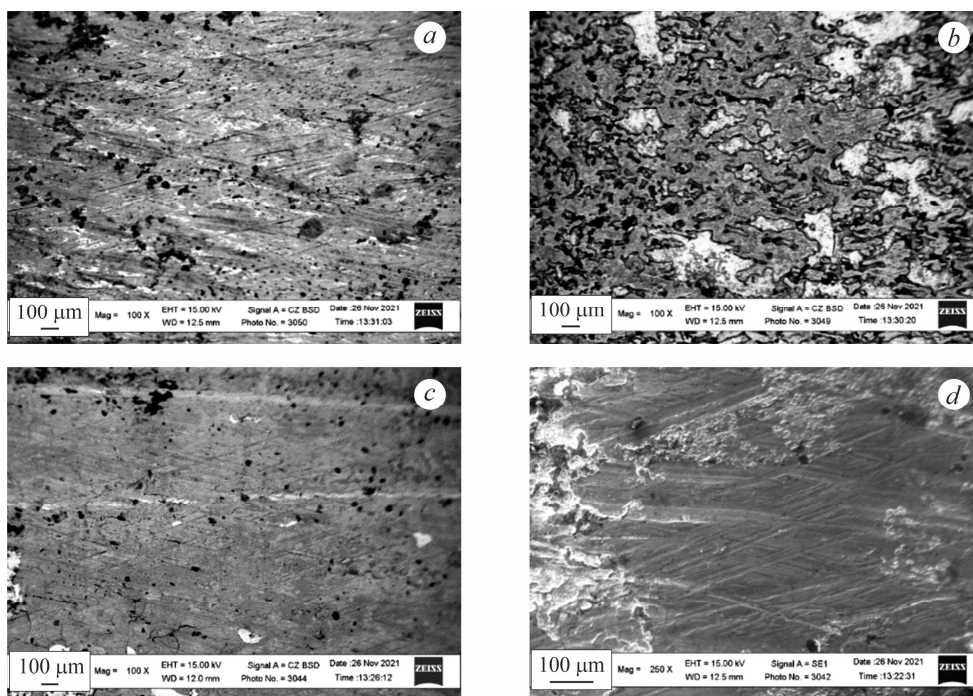 a
b
100 μm
Mag = 100 X
EHT = 15.00 kV
WD = 12.5 mm
Signal A = CZ BSD
Photo No. = 3050
Date :26 Nov 2021
Time :13:31:03
ZEISS
100 μm
Mag = 100 X
EHT = 15.00 kV
WD = 12.5 mm
Signal A = CZ BSD
Photo No. = 3049
Date :26 Nov 2021
Time :13:30:20
ZEISS
c
d
100 μm
Mag = 100 X
EHT = 15.00 kV
WD = 12.0 mm
Signal A = CZ BSD
Photo No. = 3044
Date :26 Nov 2021
Time :13:26:12
ZEISS
100 μm
Mag = 250 X
EHT = 15.00 kV
WD = 12.5 mm
Signal A = SE1
Photo No. = 3042
Date :26 Nov 2021
Time :13:22:31
ZEISS